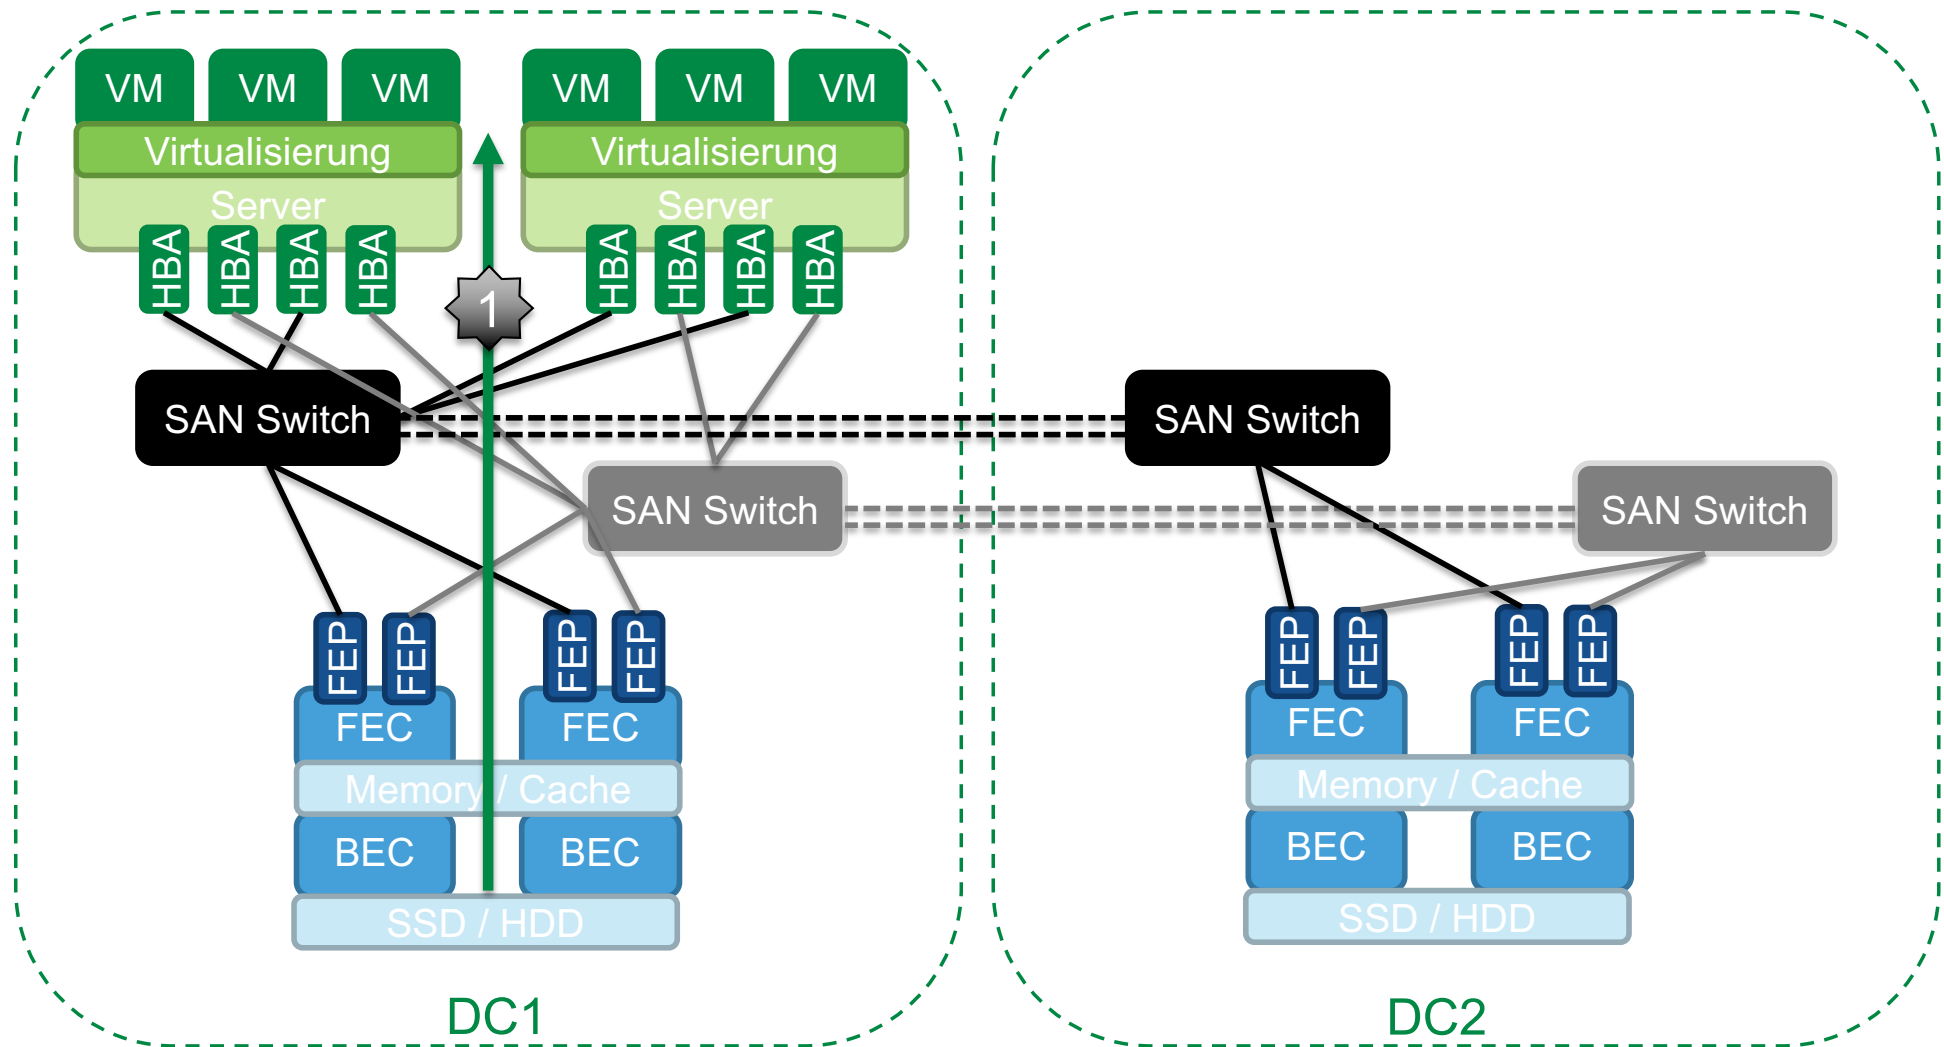 VM VM VM VM VM VM
Virtualisierung Virtualisierung
Server Server
HBA HBA HBA HBA HBA HBA HBA HBA
1
SAN Switch SAN Switch
SAN Switch SAN Switch
FEP FEP FEP FEP FEP FEP FEP FEP
FEC FEC FEC FEC
Memory / Cache Memory / Cache
BEC BEC BEC BEC
SSD / HDD SSD / HDD
DC1 DC2